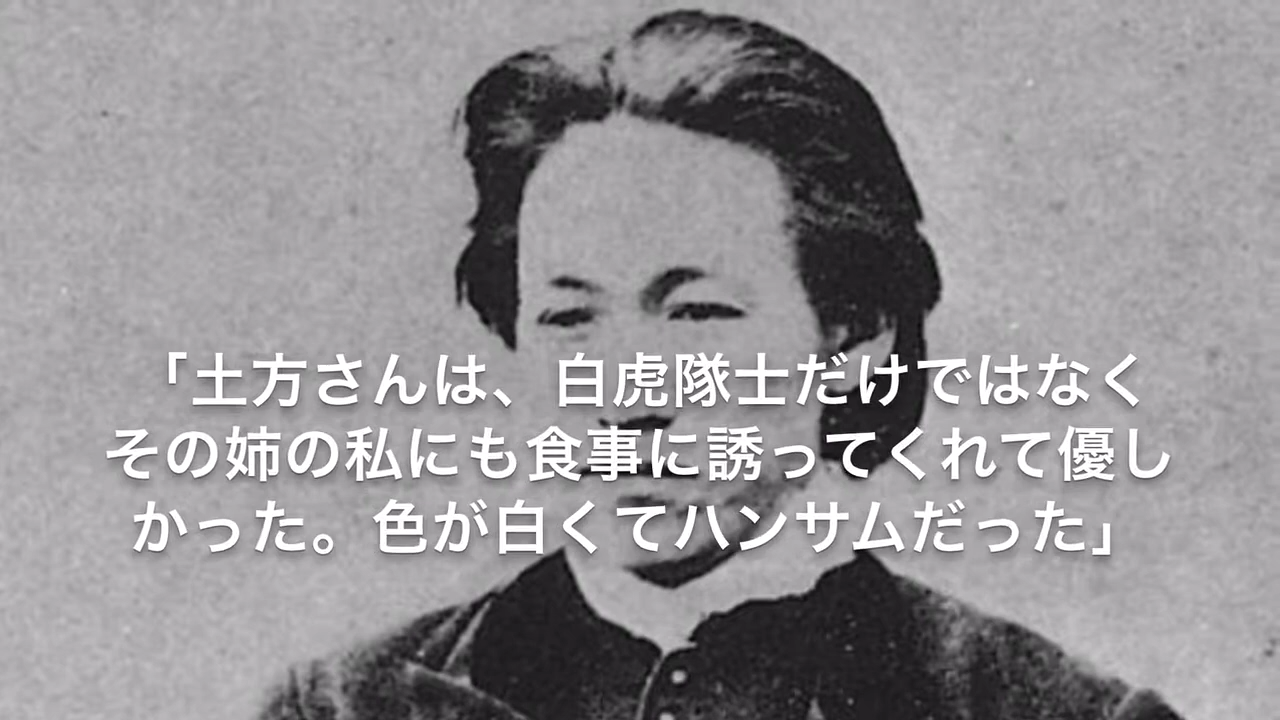 「土方さんは、白虎隊士だけではなく
その姉の私にも食事に誘ってくれて優し
かった。色が白くてハンサムだった」